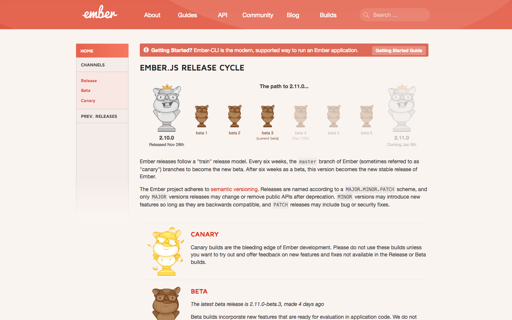 ember
About Guides API Community Blog Builds Search ...
HOME
CHANNELS
Release
Beta
Canary
PREV. RELEASES
Getting Started? Ember-CLI is the modern, supported way to run an Ember application. Getting Started Guide
EMBER.JS RELEASE CYCLE
The path to 2.11.0...
beta 1 beta 2 beta 3 beta 4 beta 5 beta 6
(current beta)
2.10.0 2.11.0
Released Nov 28th Coming Jan 9th
Ember releases follow a "train" release model. Every six weeks, the master branch of Ember (sometimes referred to as
"canary") branches to become the new beta. After six weeks as a beta, this version becomes the new stable release of
Ember.
The Ember project adheres to semantic versioning. Releases are named according to a MAJOR.MINOR.PATCH scheme, and
only MAJOR versions releases may change or remove public APIs after deprecation. MINOR versions may introduce new
features so long as they are backwards compatible, and PATCH releases may include bug or security fixes.
CANARY
Canary builds are the bleeding edge of Ember development. Please do not use these builds unless
you want to try out and offer feedback on new features and fixes not available in the Release or Beta
builds.
BETA
The latest beta release is 2.11.0-beta.3, made 4 days ago
Beta builds incorporate new features that are ready for evaluation in application code. We do not